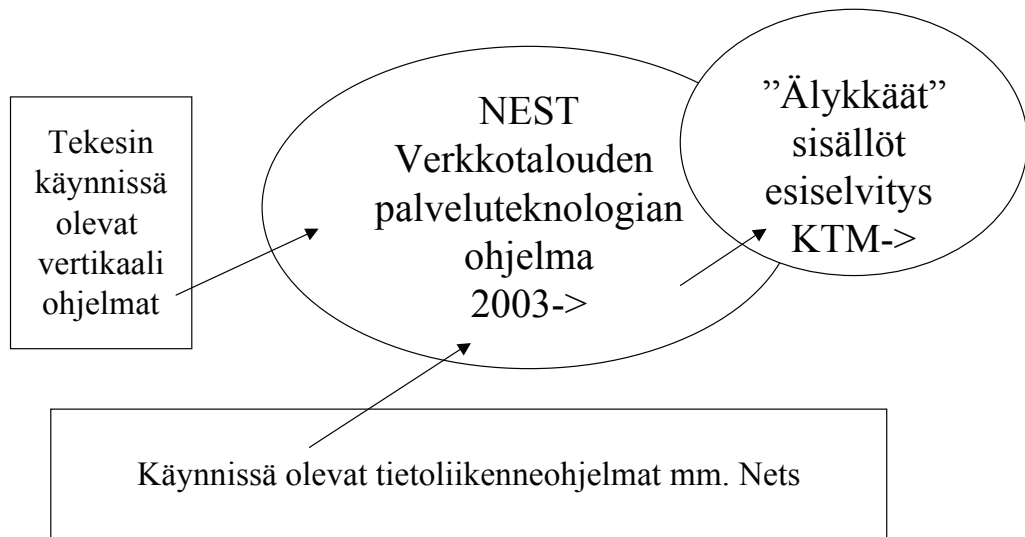 Tekesin
käynnissä
olevat
vertikaali
ohjelmat
NEST
Verkkotalouden
palveluteknologian
ohjelma
2003->
”Älykkäät”
sisällöt
esiselvitys
KTM->
Käynnissä olevat tietoliikenneohjelmat mm. Nets